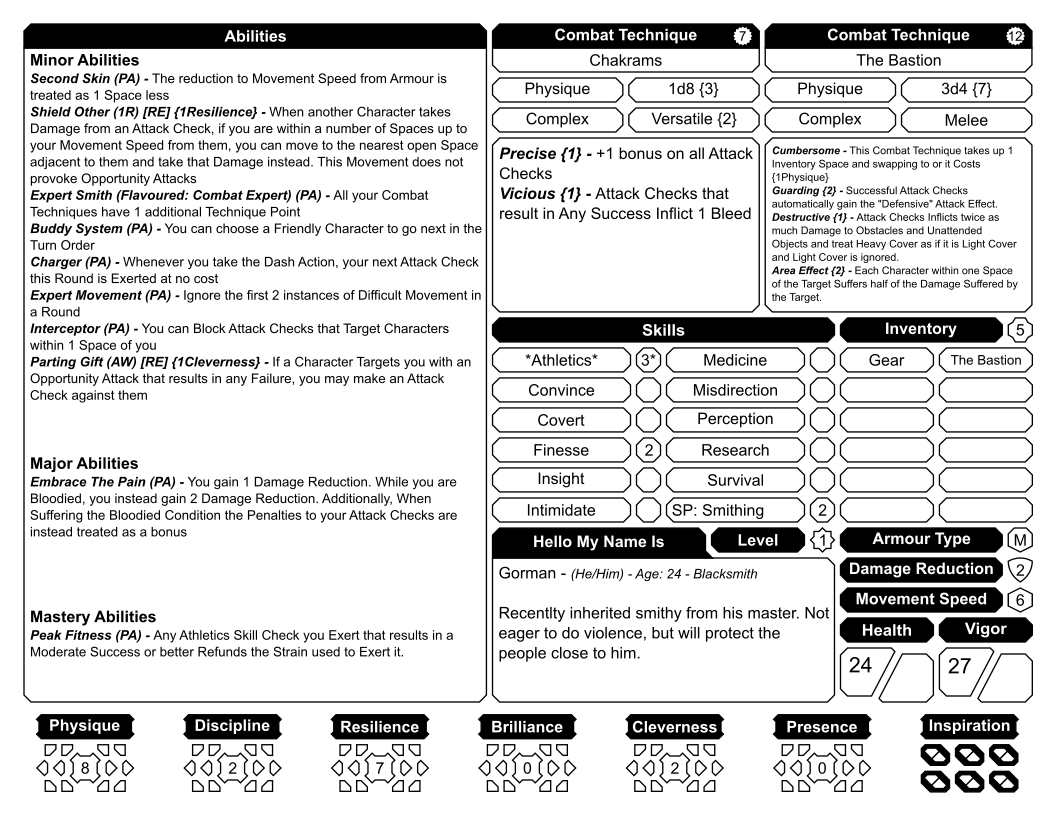 Abilities
Minor Abilities
Second Skin (PA) - The reduction to Movement Speed from Armour is
treated as 1 Space less
Shield Other (1R) [RE] {1Resilience} - When another Character takes
Damage from an Attack Check, if you are within a number of Spaces up to
your Movement Speed from them, you can move to the nearest open Space
adjacent to them and take that Damage instead. This Movement does not
provoke Opportunity Attacks
Expert Smith (Flavoured: Combat Expert) (PA) - All your Combat
Techniques have 1 additional Technique Point
Buddy System (PA) - You can choose a Friendly Character to go next in the
Turn Order
Charger (PA) - Whenever you take the Dash Action, your next Attack Check
this Round is Exerted at no cost
Expert Movement (PA) - Ignore the first 2 instances of Difficult Movement in
a Round
Interceptor (PA) - You can Block Attack Checks that Target Characters
within 1 Space of you
Parting Gift (AW) [RE] {1Cleverness} - If a Character Targets you with an
Opportunity Attack that results in any Failure, you may make an Attack
Check against them
Major Abilities
Embrace The Pain (PA) - You gain 1 Damage Reduction. While you are
Bloodied, you instead gain 2 Damage Reduction. Additionally, When
Suffering the Bloodied Condition the Penalties to your Attack Checks are
instead treated as a bonus
Mastery Abilities
Peak Fitness (PA) - Any Athletics Skill Check you Exert that results in a
Moderate Success or better Refunds the Strain used to Exert it.
Combat Technique 7
Chakrams
Physique 1d8 {3}
Complex Versatile {2}
Precise {1} - +1 bonus on all Attack
Checks
Vicious {1} - Attack Checks that
result in Any Success Inflict 1 Bleed
Combat Technique 12
The Bastion
Physique 3d4 {7}
Complex Melee
Cumbersome - This Combat Technique takes up 1
Inventory Space and swapping to or it Costs
{1Physique}
Guarding {2} - Successful Attack Checks
automatically gain the "Defensive" Attack Effect.
Destructive {1} - Attack Checks Inflicts twice as
much Damage to Obstacles and Unattended
Objects and treat Heavy Cover as if it is Light Cover
and Light Cover is ignored.
Area Effect {2} - Each Character within one Space
of the Target Suffers half of the Damage Suffered by
the Target.
Skills
*Athletics* 3* Medicine
Convince Misdirection
Covert Perception
Finesse 2 Research
Insight Survival
Intimidate SP: Smithing 2
Inventory 5
Gear The Bastion
Hello My Name Is
Level 1
Gorman - (He/Him) - Age: 24 - Blacksmith
Recentlty inherited smithy from his master. Not
eager to do violence, but will protect the
people close to him.
Armour Type M
Damage Reduction 2
Movement Speed 6
Health Vigor
24 27
Physique Discipline Resilience Brilliance Cleverness Presence Inspiration
8 2 7 0 2 0